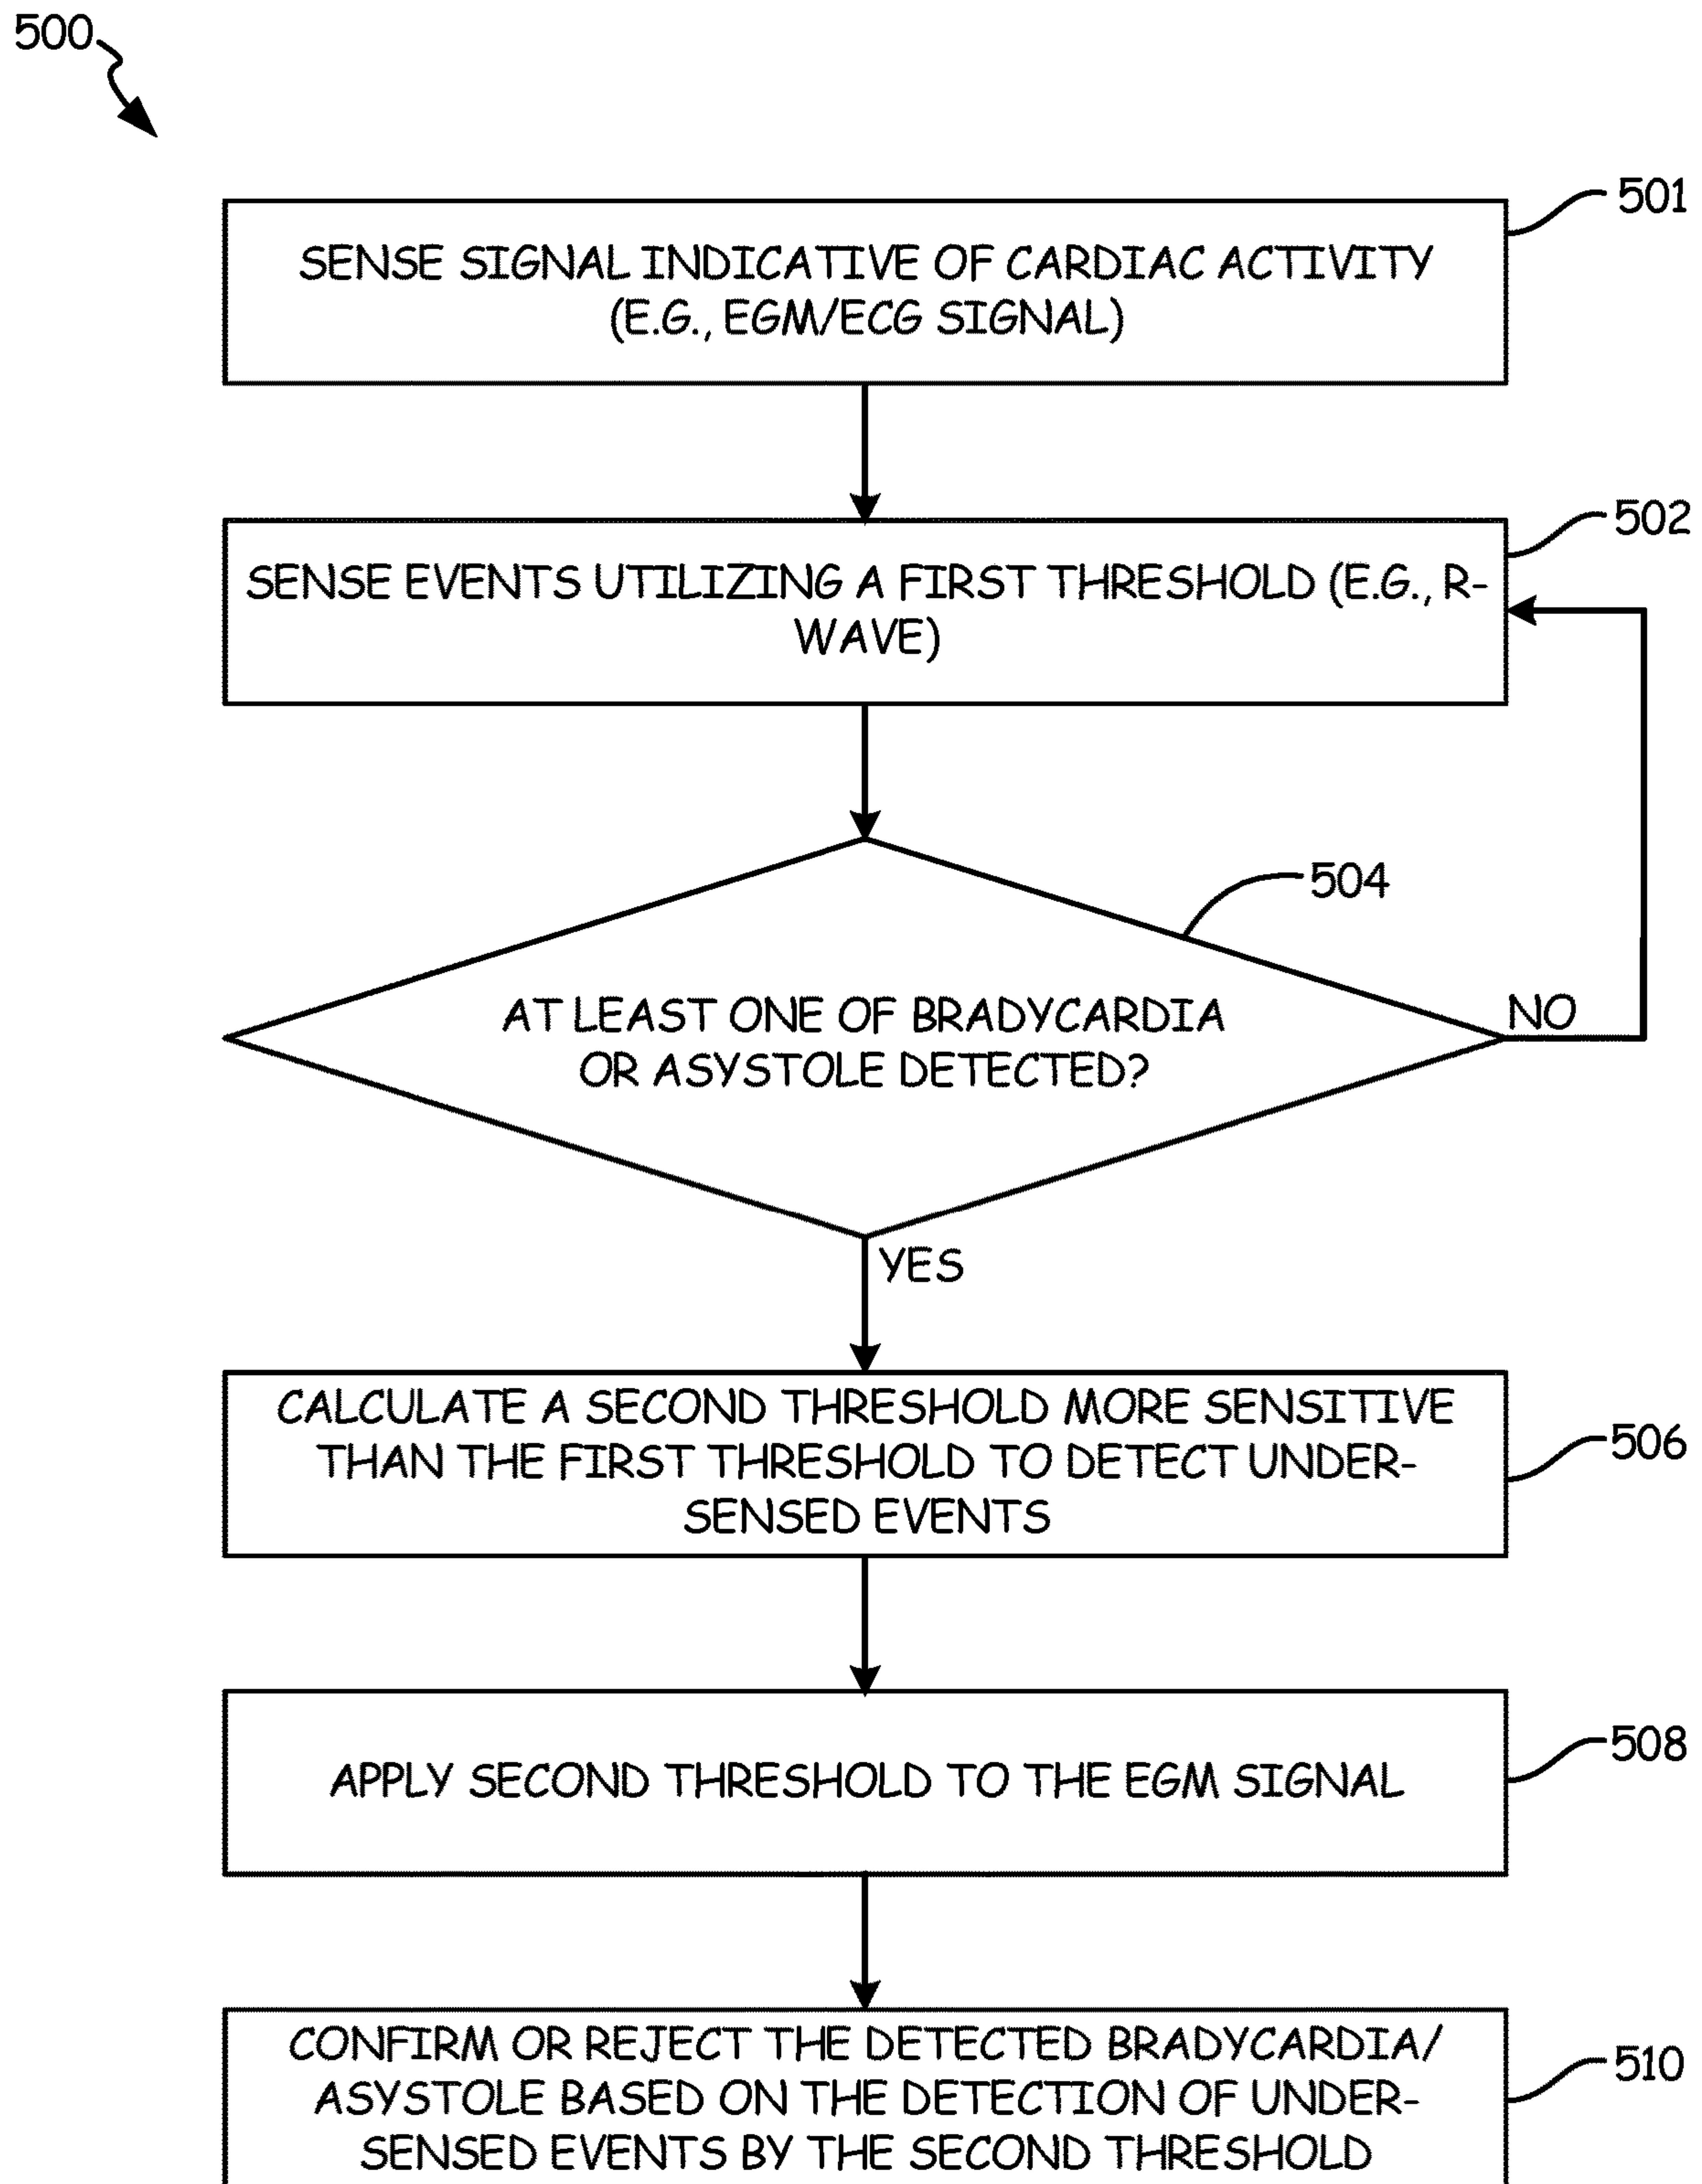 500
501
SENSE SIGNAL INDICATIVE OF CARDIAC ACTIVITY
(E.G., EGM/ECG SIGNAL)
502
SENSE EVENTS UTILIZING A FIRST THRESHOLD (E.G., R-
WAVE)
504
AT LEAST ONE OF BRADYCARDIA
OR ASYSTOLE DETECTED?
NO
YES
CALCULATE A SECOND THRESHOLD MORE SENSITIVE
THAN THE FIRST THRESHOLD TO DETECT UNDER-
SENSED EVENTS
506
APPLY SECOND THRESHOLD TO THE EGM SIGNAL
508
CONFIRM OR REJECT THE DETECTED BRADYCARDIA/
ASYSTOLE BASED ON THE DETECTION OF UNDER-
SENSED EVENTS BY THE SECOND THRESHOLD
510